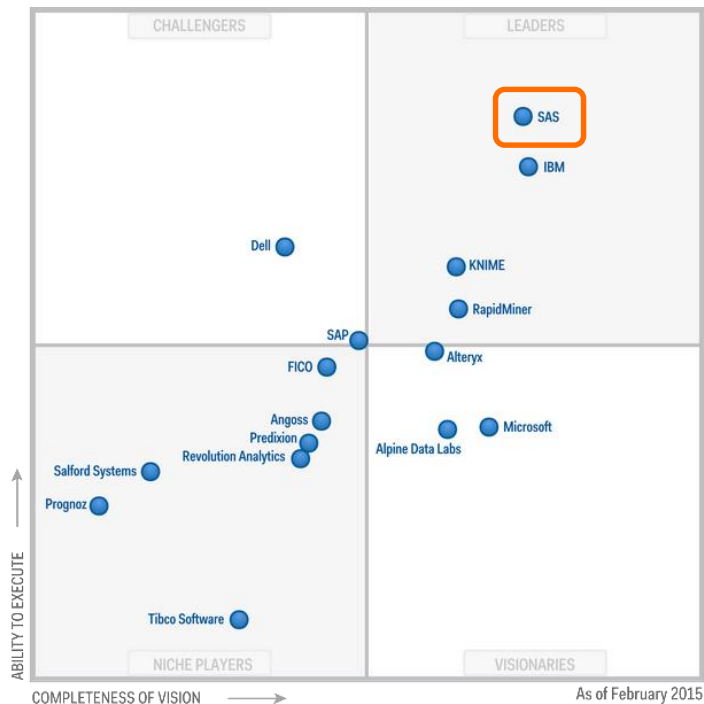 CHALLENGERS
LEADERS
SAS
IBM
Dell
KNIME
RapidMiner
SAP
Alteryx
FICO
Angoss
Microsoft
Predixion
Alpine Data Labs
Revolution Analytics
Salford Systems
Prognoz
Tibco Software
NICHE PLAYERS
VISIONARIES
ABILITY TO EXECUTE
COMPLETENESS OF VISION
As of February 2015